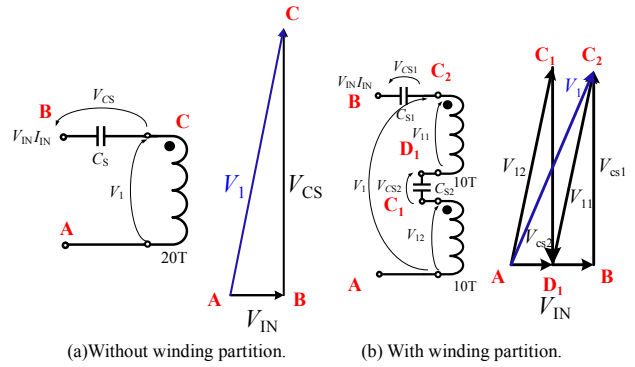 C
V_CS
B
C
V_IN I_IN
C_S
V_1
A
20T
V_1
V_CS
A
B
V_IN
V_CS1
C_2
V_IN I_IN
B
C_S1
V_11
D_1
V_1
10T
V_CS2
C_S2
C_1
V_12
A
10T
C_1
C_2
V_1
V_12
V_cs1
V_11
V_cs2
A
D_1
B
V_IN
(a)Without winding partition.
(b) With winding partition.